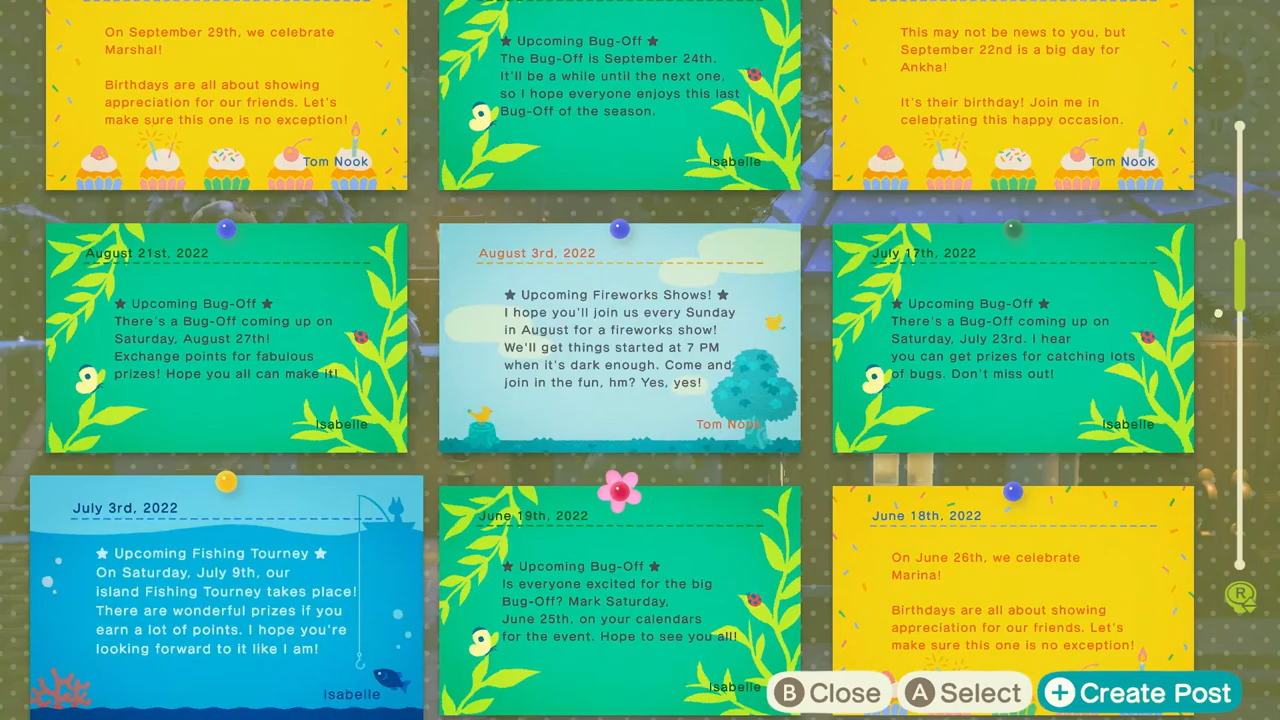 On September 29th, we celebrate
Marshal!
Birthdays are all about showing
appreciation for our friends. Let's
make sure this one is no exception!
Tom Nook
★ Upcoming Bug-Off ★
The Bug-Off is September 24th.
It'll be a while until the next one,
so I hope everyone enjoys this last
Bug-Off of the season.
Isabelle
This may not be news to you, but
September 22nd is a big day for
Ankha!
It's their birthday! Join me in
celebrating this happy occasion.
Tom Nook
August 21st, 2022
★ Upcoming Bug-Off ★
There's a Bug-Off coming up on
Saturday, August 27th!
Exchange points for fabulous
prizes! Hope you all can make it!
Isabelle
August 3rd, 2022
★ Upcoming Fireworks Shows! ★
I hope you'll join us every Sunday
in August for a fireworks show!
We'll get things started at 7 PM
when it's dark enough. Come and
join in the fun, hm? Yes, yes!
Tom Nook
July 17th, 2022
★ Upcoming Bug-Off ★
There's a Bug-Off coming up on
Saturday, July 23rd. I hear
you can get prizes for catching lots
of bugs. Don't miss out!
Isabelle
July 3rd, 2022
★ Upcoming Fishing Tourney ★
On Saturday, July 9th, our
island Fishing Tourney takes place!
There are wonderful prizes if you
earn a lot of points. I hope you're
looking forward to it like I am!
Isabelle
June 19th, 2022
★ Upcoming Bug-Off ★
Is everyone excited for the big
Bug-Off? Mark Saturday,
June 25th, on your calendars
for the event. Hope to see you all!
Isabelle
June 18th, 2022
On June 26th, we celebrate
Marina!
Birthdays are all about showing
appreciation for our friends. Let's
make sure this one is no exception!
R
B Close
A Select
+ Create Post